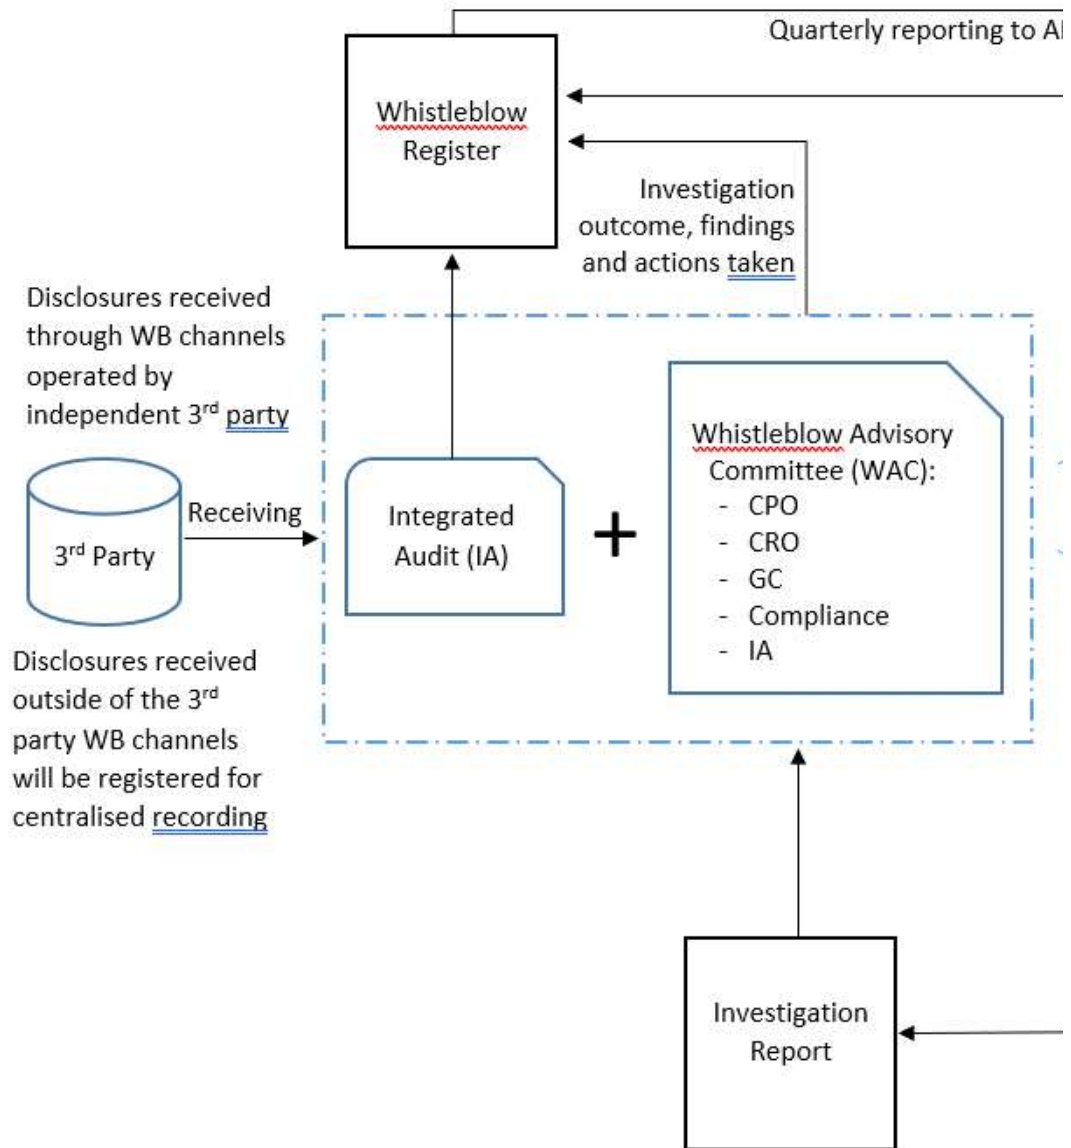 Quarterly reporting to A
Whistleblow
Register
Investigation
outcome, findings
and actions taken
Disclosures received
through WB channels
operated by
independent 3rd party
3rd Party
Receiving
Integrated
Audit (IA)
+
Whistleblow Advisory
Committee (WAC):
- CPO
- CRO
- GC
- Compliance
- IA
Disclosures received
outside of the 3rd
party WB channels
will be registered for
centralised recording
Investigation
Report